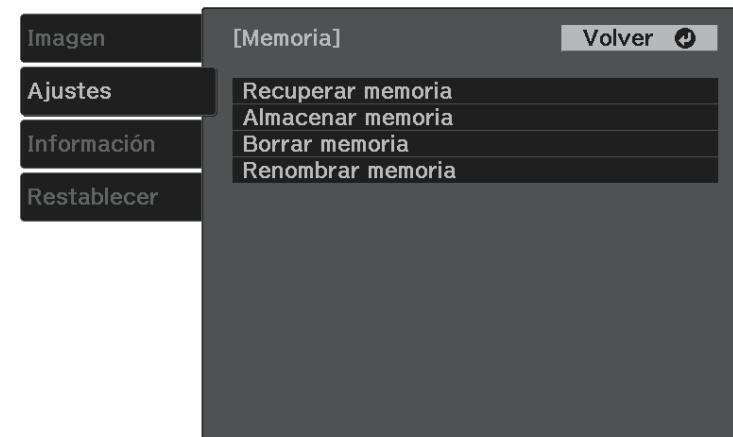 Imagen
Ajustes
Información
Restablecer
[Memoria]
Volver
Recuperar memoria
Almacenar memoria
Borrar memoria
Renombrar memoria